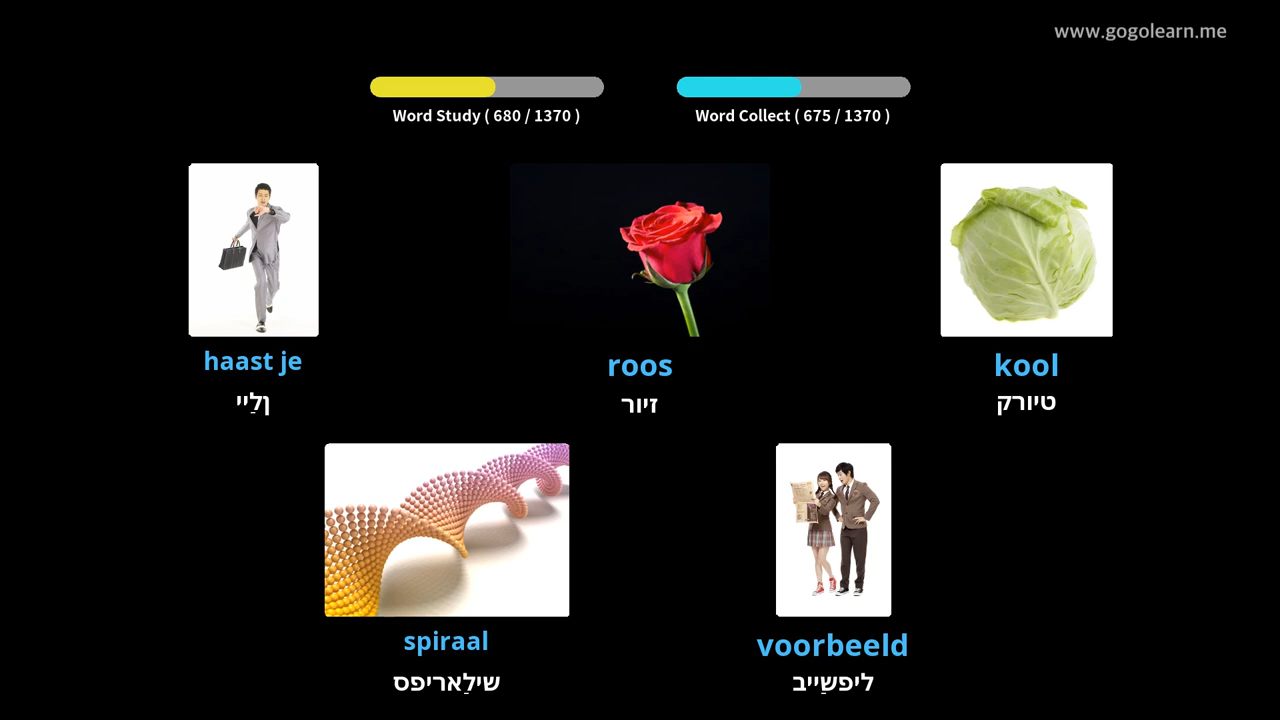 www.gogolearn.me
Word Study ( 680 / 1370 )
Word Collect ( 675 / 1370 )
haast je
ןלַיי
roos
זיור
kool
טיורק
spiraal
שילַאריפס
voorbeeld
ליפשַייב